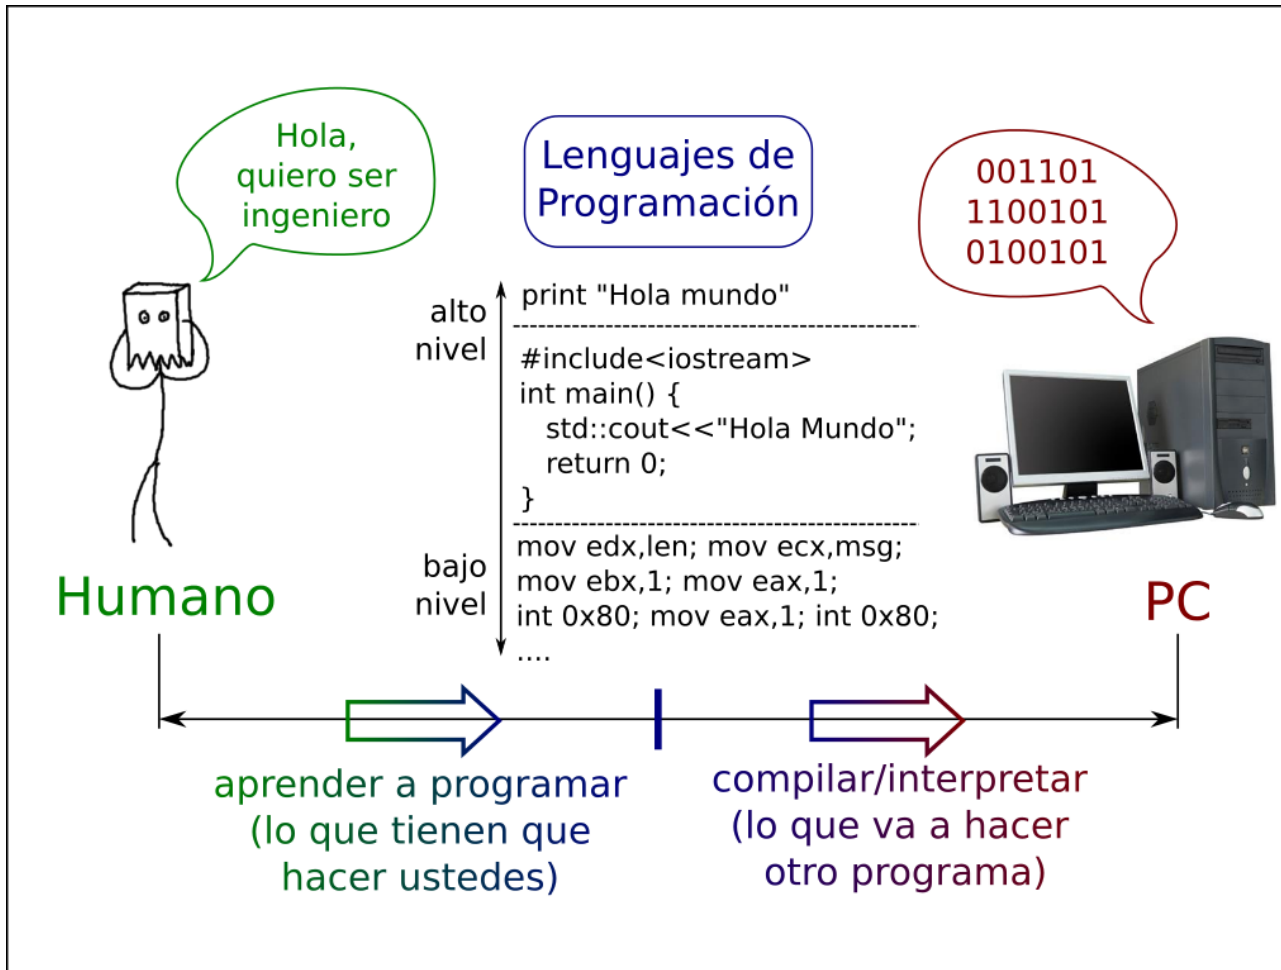 Hola,
quiero ser
ingeniero
Lenguajes de
Programación
001101
1100101
0100101
alto
nivel
print "Hola mundo"
#include<iostream>
int main() {
std::cout<<"Hola Mundo";
return 0;
}
bajo
nivel
mov edx,len; mov ecx,msg;
mov ebx,1; mov eax,1;
int 0x80; mov eax,1; int 0x80;
....
Humano
PC
aprender a programar
(lo que tienen que
hacer ustedes)
compilar/interpretar
(lo que va a hacer
otro programa)